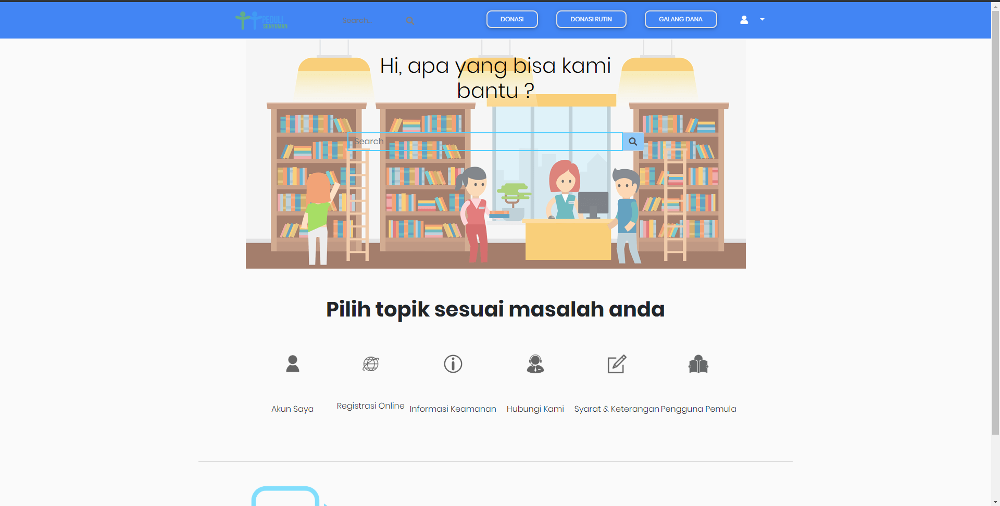 PEDULI
SENYUMAN
Search...
DONASI
DONASI RUTIN
GALANG DANA
Hi, apa yang bisa kami
bantu ?
Search
Pilih topik sesuai masalah anda
Akun Saya
Registrasi Online
Informasi Keamanan
Hubungi Kami
Syarat & Keterangan
Pengguna Pemula